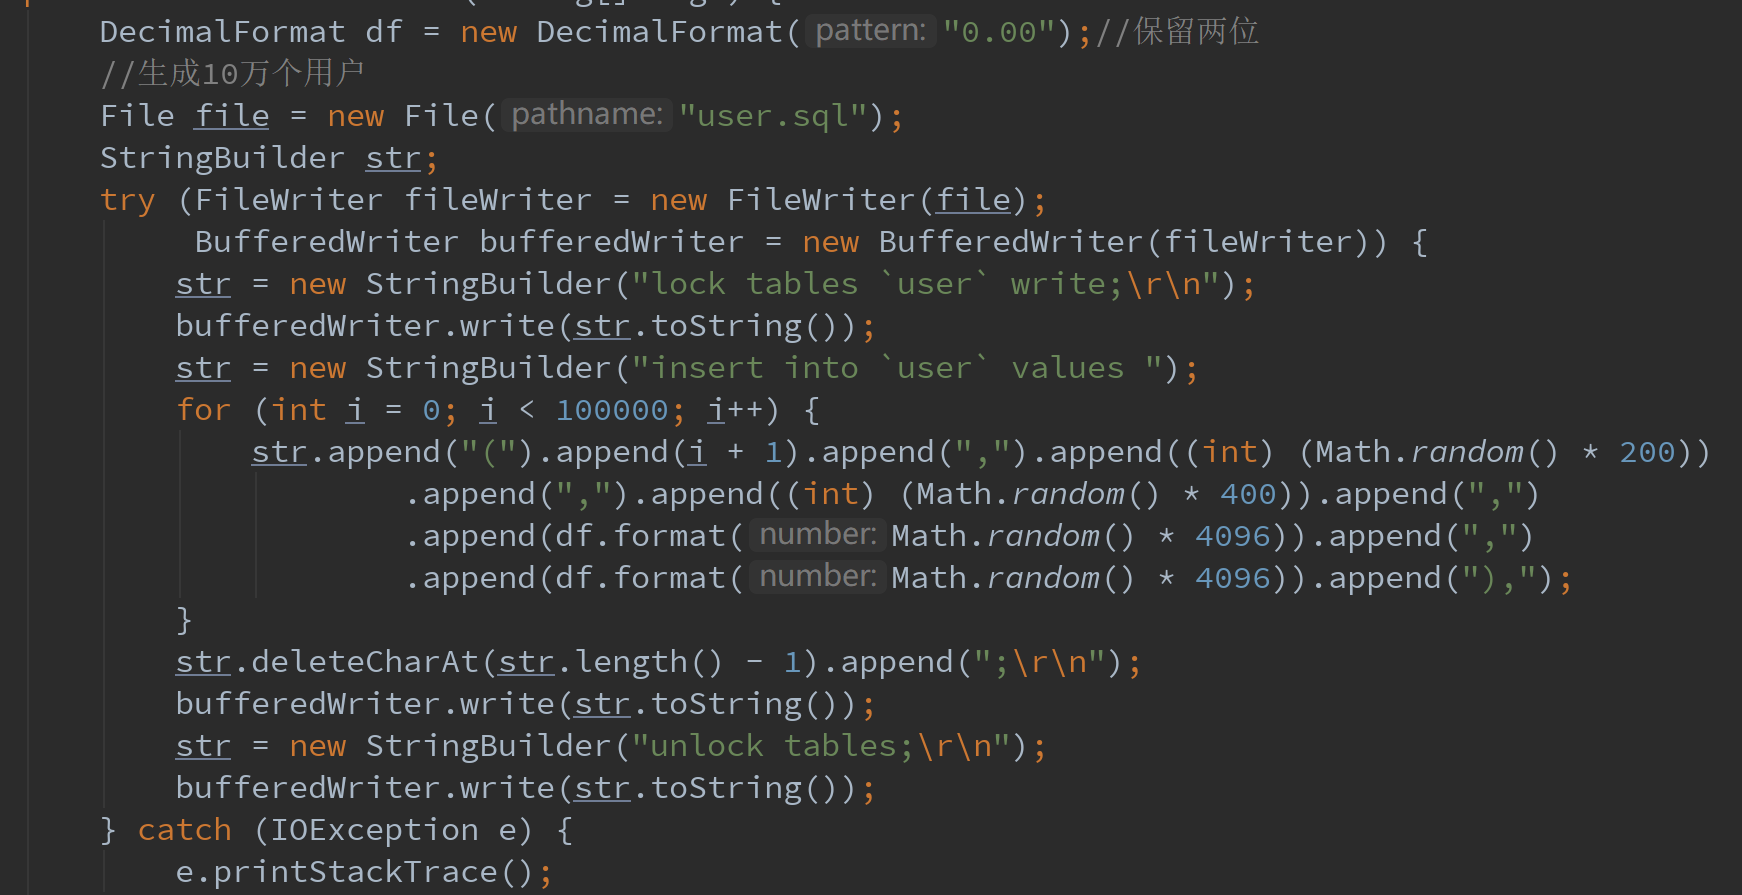 DecimalFormat df = new DecimalFormat( pattern: "0.00");//保留两位
//生成10万个用户
File file = new File( pathname: "user.sql");
StringBuilder str;
try (FileWriter fileWriter = new FileWriter(file);
BufferedWriter bufferedWriter = new BufferedWriter(fileWriter)) {
str = new StringBuilder("lock tables `user` write;\r\n");
bufferedWriter.write(str.toString());
str = new StringBuilder("insert into `user` values ");
for (int i = 0; i < 100000; i++) {
str.append("(").append(i + 1).append(",").append((int) (Math.random() * 200))
.append(",").append((int) (Math.random() * 400)).append(",")
.append(df.format( number: Math.random() * 4096)).append(",")
.append(df.format( number: Math.random() * 4096)).append("),");
}
str.deleteCharAt(str.length() - 1).append(";\r\n");
bufferedWriter.write(str.toString());
str = new StringBuilder("unlock tables;\r\n");
bufferedWriter.write(str.toString());
} catch (IOException e) {
e.printStackTrace();